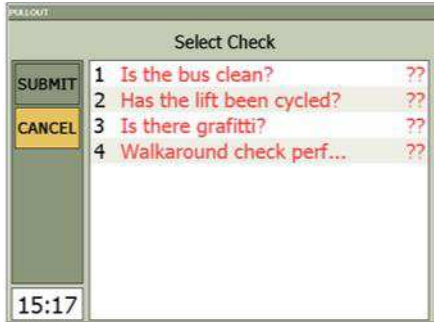 PULLOUT
Select Check
SUBMIT
CANCEL
1 Is the bus clean? ??
2 Has the lift been cycled? ??
3 Is there grafitti? ??
4 Walkaround check perf... ??
15:17